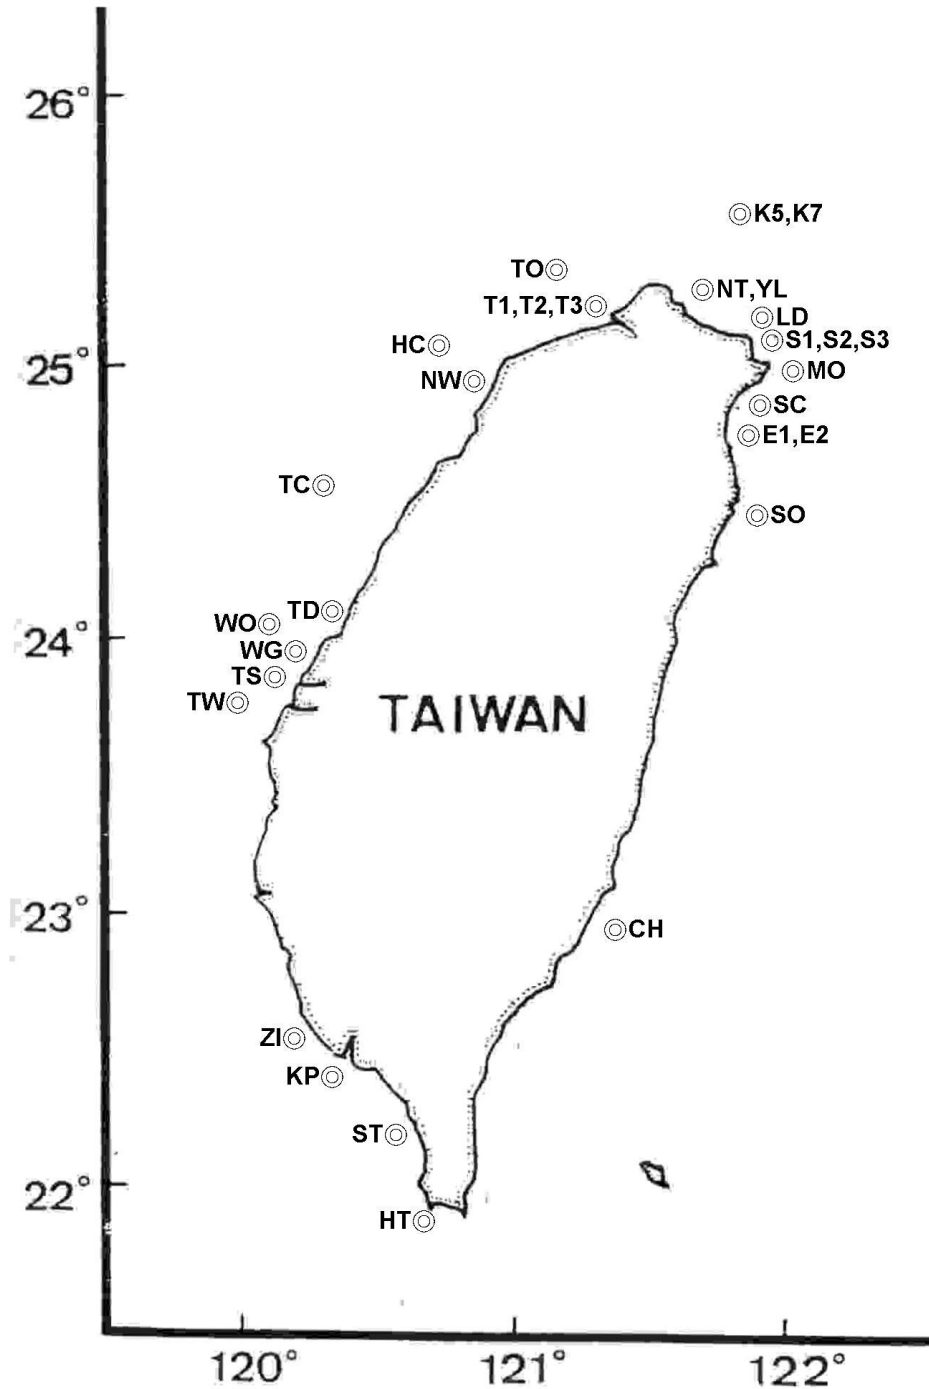 26°
K5,K7
TO
NT,YL
T1,T2,T3
LD
S1,S2,S3
HC
25°
MO
NW
SC
E1,E2
TC
SO
TD
WO
24°
WG
TS
TW
TAIWAN
23°
CH
ZI
KP
ST
22°
HT
120°
121°
122°